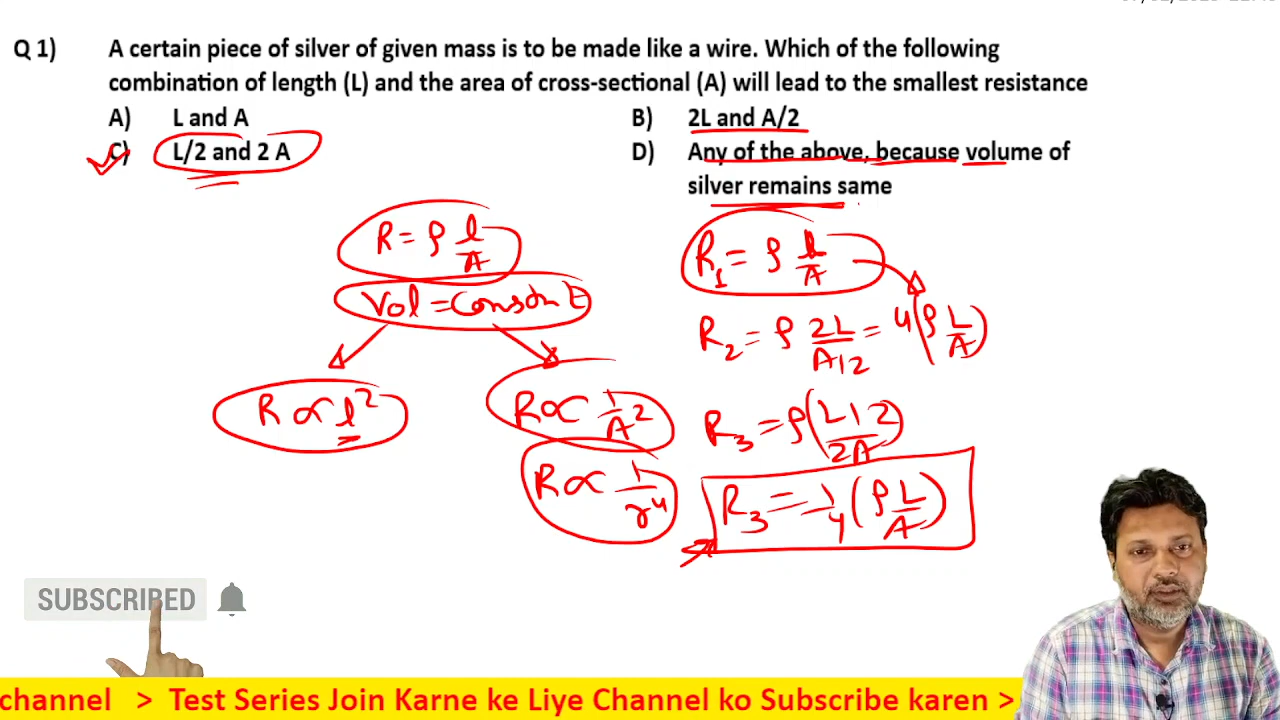 Q 1) A certain piece of silver of given mass is to be made like a wire. Which of the following
combination of length (L) and the area of cross-sectional (A) will lead to the smallest resistance
A) L and A
B) 2L and A/2
C) L/2 and 2 A
D) Any of the above, because volume of
silver remains same
R = ρ l/A
Vol = Constnt
R ∝ l²
R ∝ 1/A²
R ∝ 1/r⁴
R₁ = ρ L/A
R₂ = ρ 2L/A/2 = 4(ρ L/A)
R₃ = ρ(L/2/2A)
R₃ = 1/4 (ρ L/A)
SUBSCRIBED
channel > Test Series Join Karne ke Liye Channel ko Subscribe karen >